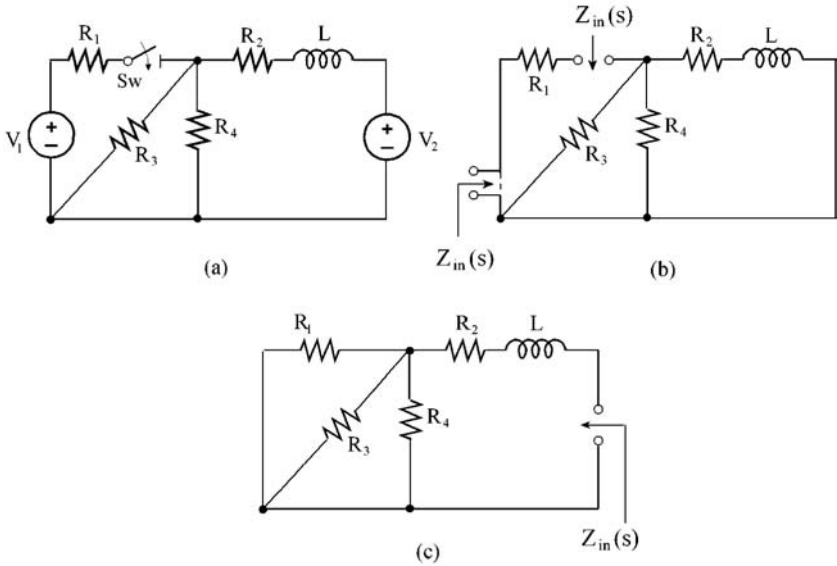 R1
Sw
R2
L
V1
+
−
R3
R4
+
−
V2
(a)
Zin(s)
R1
R2
L
R3
R4
Zin(s)
(b)
R1
R2
L
R3
R4
Zin(s)
(c)